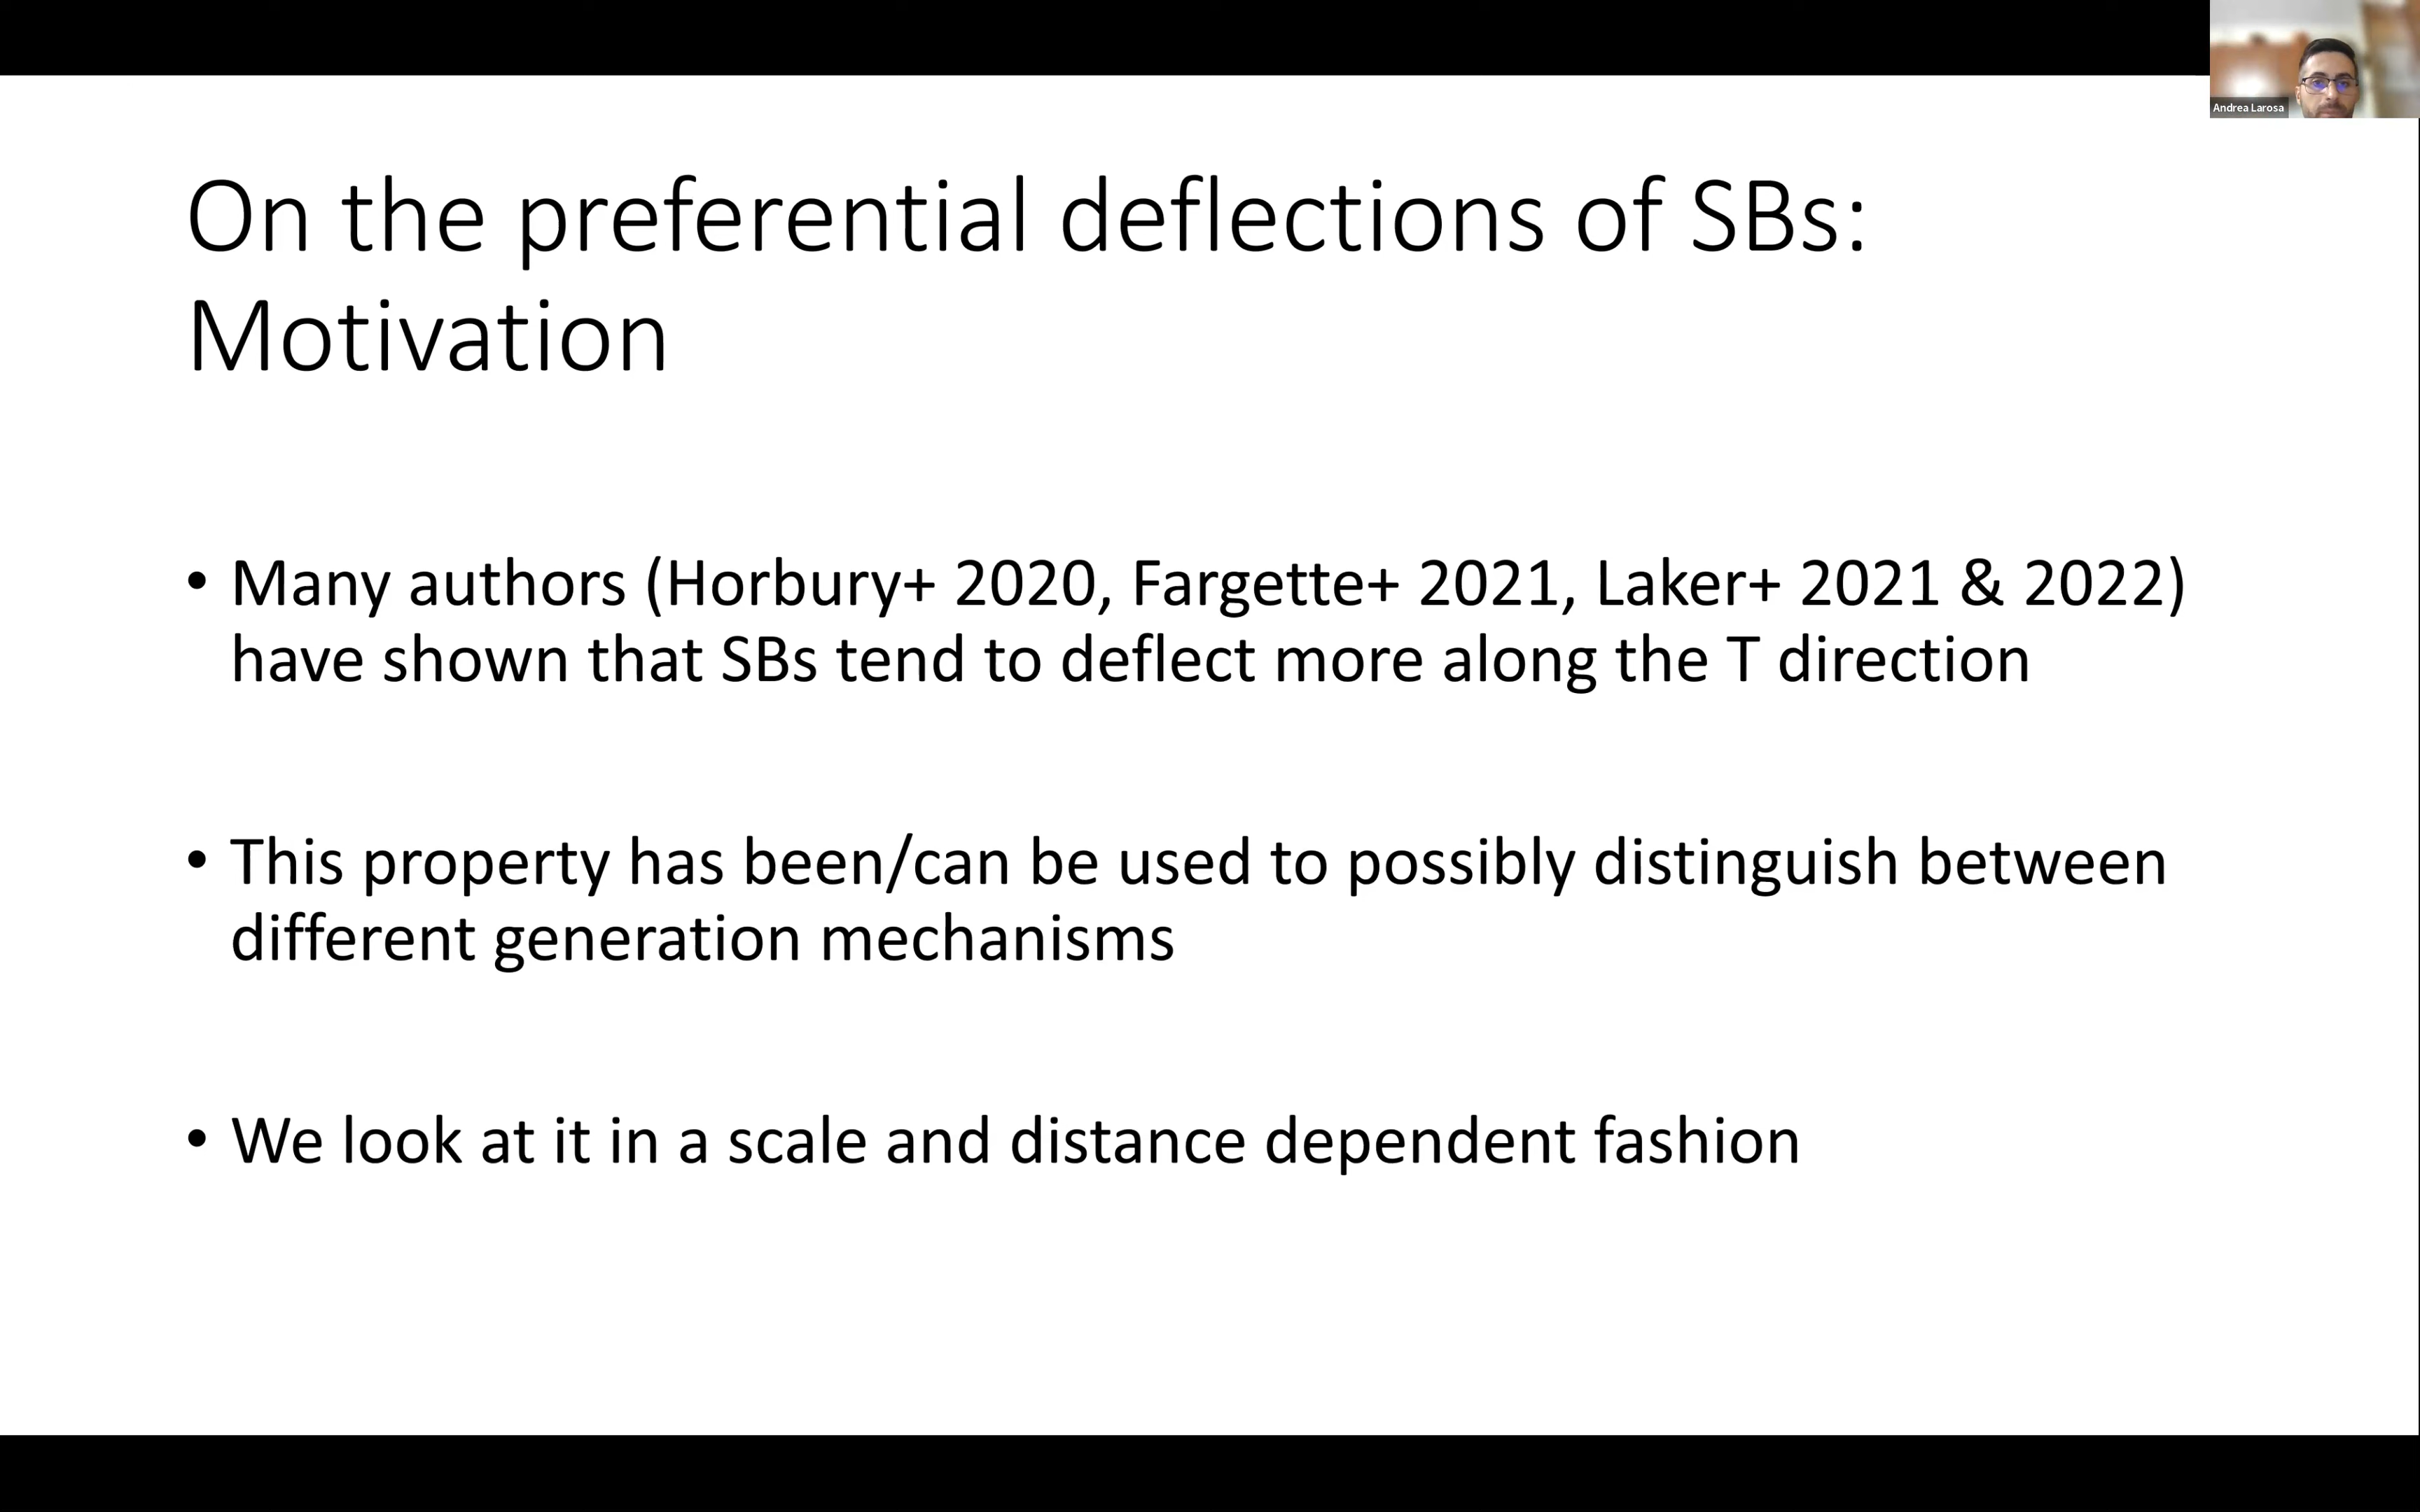 Andrea Larosa
On the preferential deflections of SBs:
Motivation
• Many authors (Horbury+ 2020, Fargette+ 2021, Laker+ 2021 & 2022)
have shown that SBs tend to deflect more along the T direction
• This property has been/can be used to possibly distinguish between
different generation mechanisms
• We look at it in a scale and distance dependent fashion